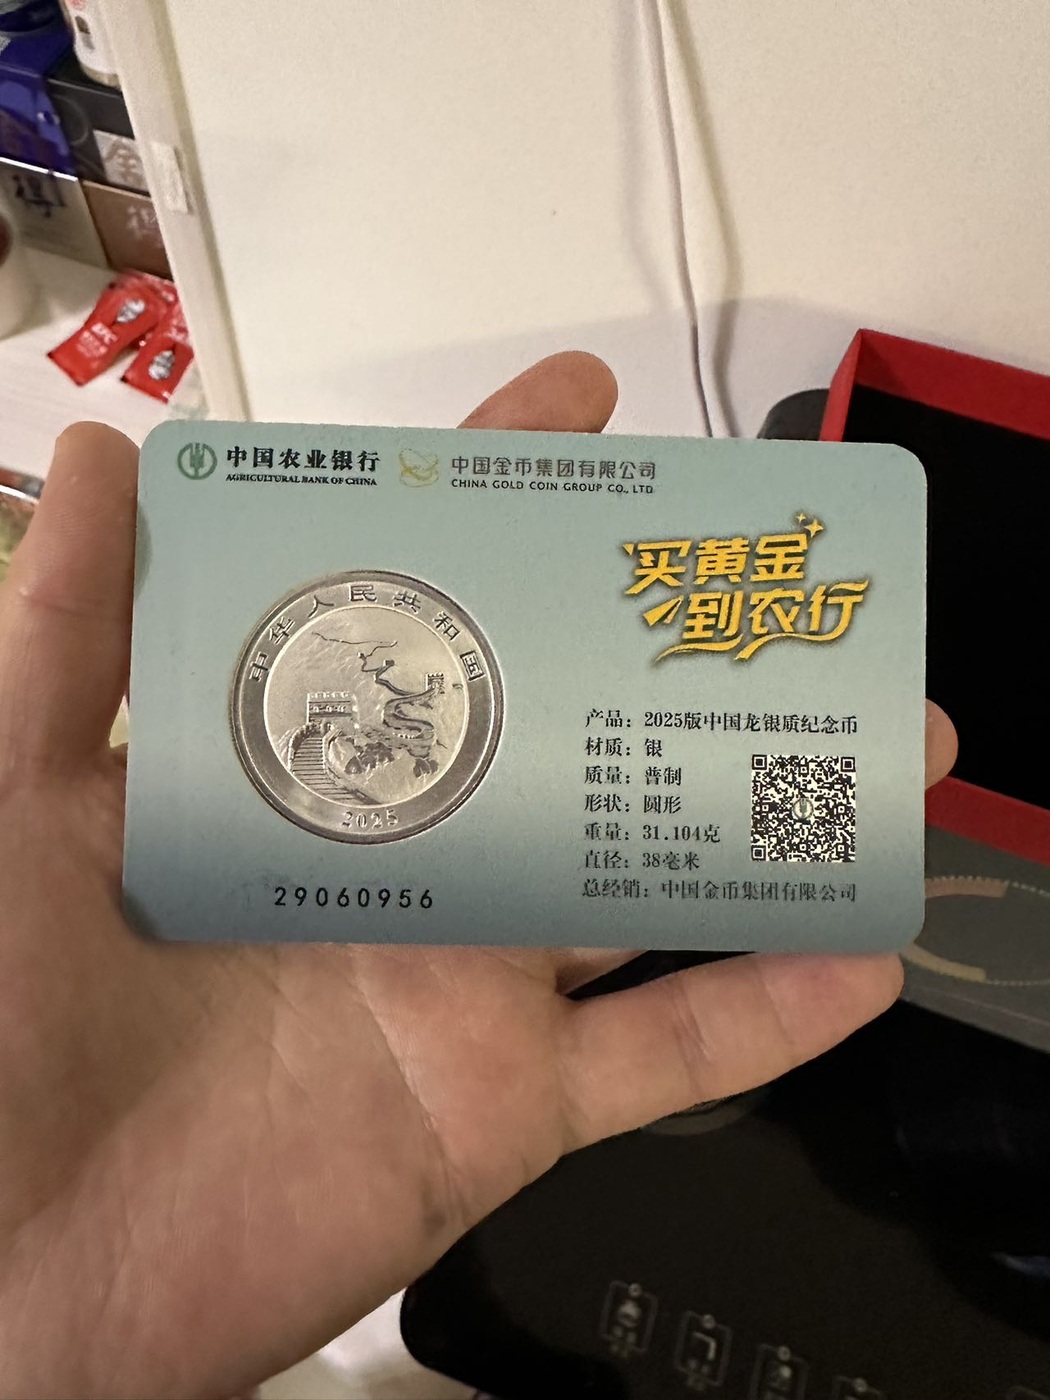 中国农业银行
AGRICULTURAL BANK OF CHINA
中国金币集团有限公司
CHINA GOLD COIN GROUP CO., LTD.
买黄金
到农行
中华人民共和国
2025
29060956
产品：2025版中国龙银质纪念币
材质：银
质量：普制
形状：圆形
重量：31.104克
直径：38毫米
总经销：中国金币集团有限公司